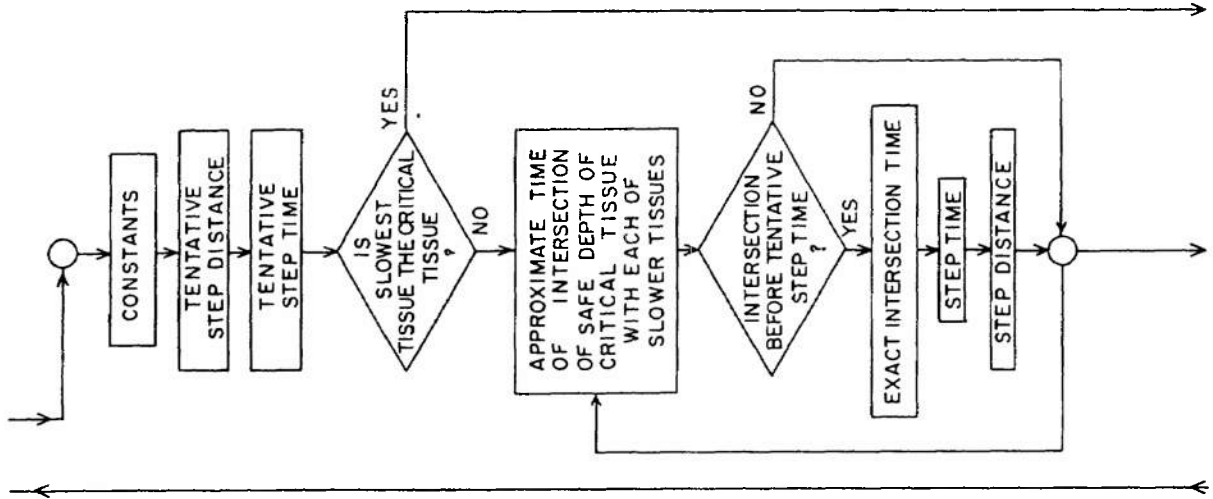 CONSTANTS
TENTATIVE
STEP DISTANCE
TENTATIVE
STEP TIME
IS
SLOWEST
TISSUE THE CRITICAL
TISSUE
?
YES
NO
APPROXIMATE TIME
OF INTERSECTION
OF SAFE DEPTH OF
CRITICAL TISSUE
WITH EACH OF
SLOWER TISSUES
INTERSECTION
BEFORE TENTATIVE
STEP TIME
?
NO
YES
EXACT INTERSECTION TIME
STEP TIME
STEP DISTANCE